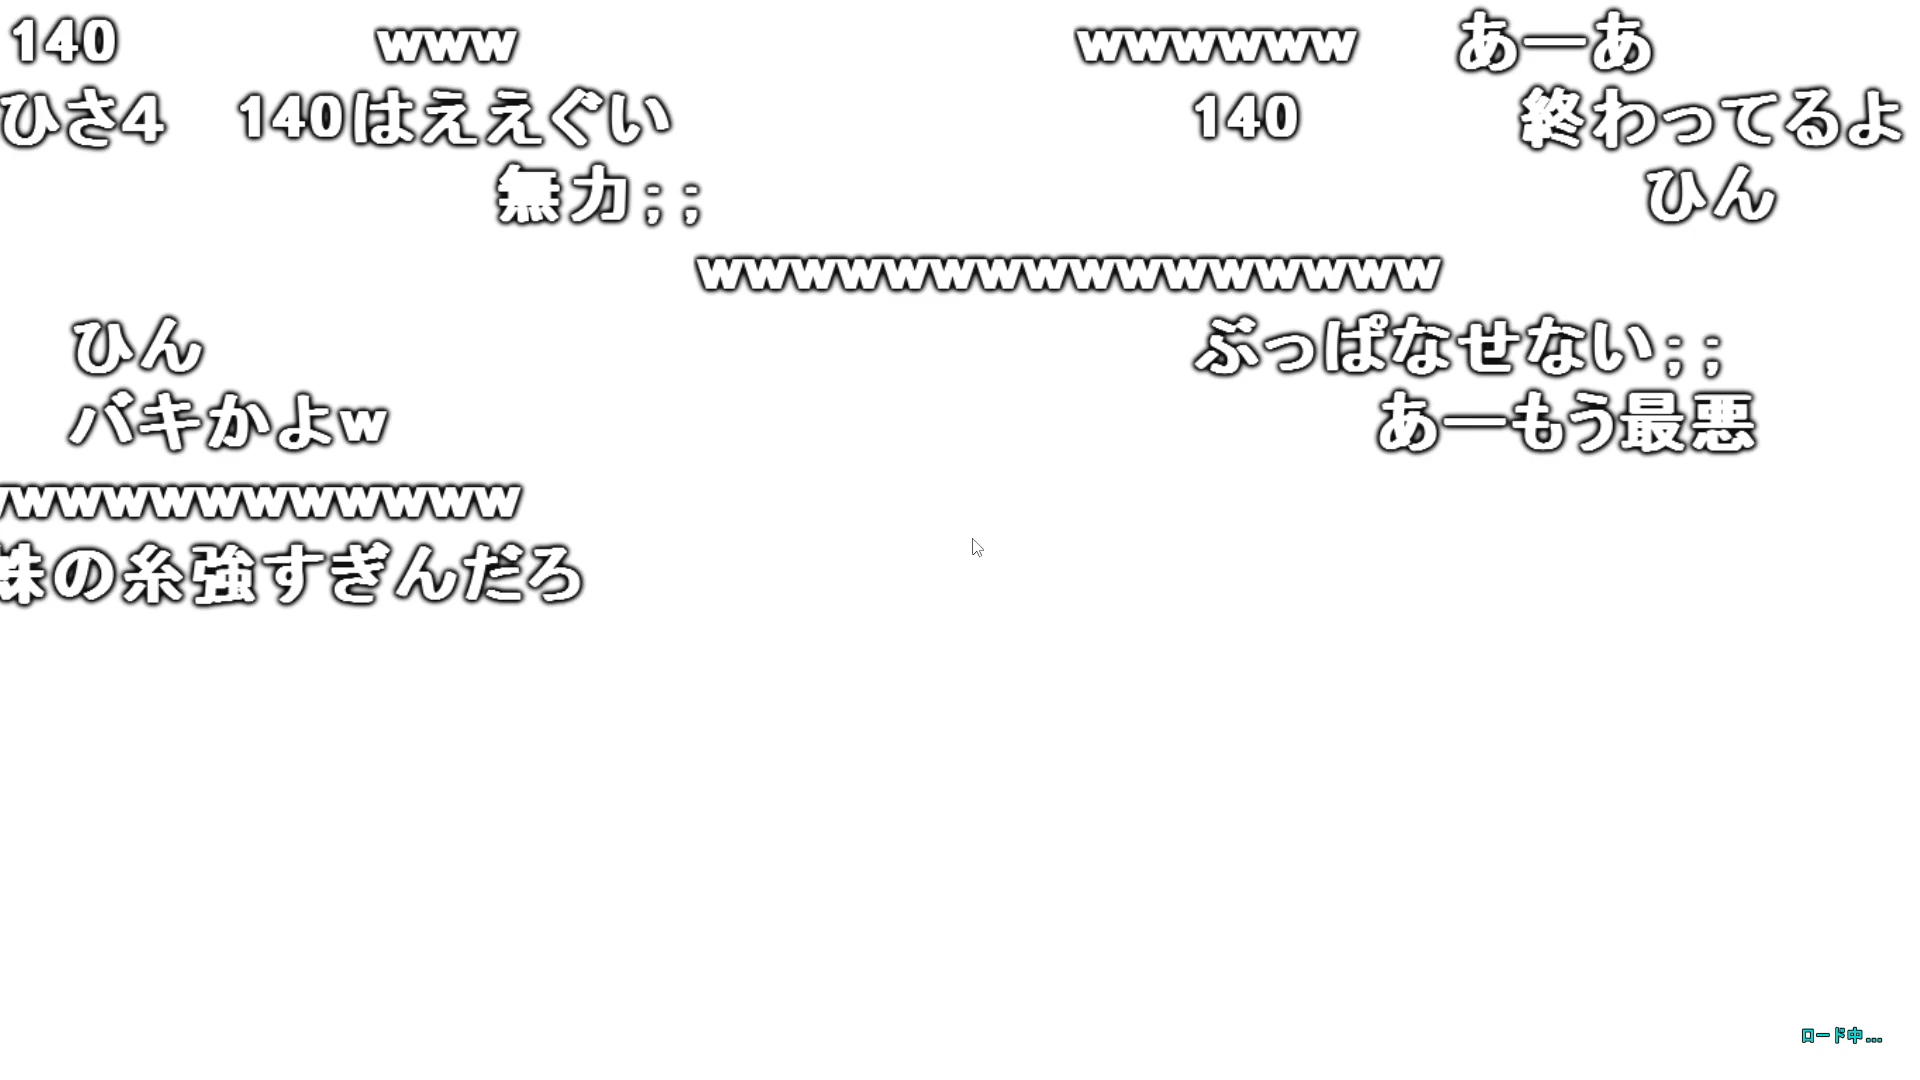 140 www wwwwww あーあ
ひさ4 140はええぐい 140 終わってるよ
無力;; ひん
wwwwwwwwwwwwwwww
ひん ぶっぱなせない;;
バキかよw あーもう最悪
wwwwwwwwwww
の糸強すぎんだろ
ロード中...